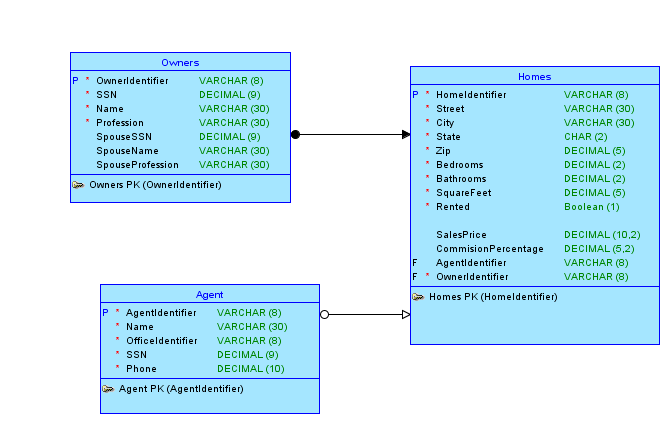 Owners
P * OwnerIdentifier VARCHAR (8)
* SSN DECIMAL (9)
* Name VARCHAR (30)
* Profession VARCHAR (30)
SpouseSSN DECIMAL (9)
SpouseName VARCHAR (30)
SpouseProfession VARCHAR (30)
Owners PK (OwnerIdentifier)
Homes
P * HomeIdentifier VARCHAR (8)
* Street VARCHAR (30)
* City VARCHAR (30)
* State CHAR (2)
* Zip DECIMAL (5)
* Bedrooms DECIMAL (2)
* Bathrooms DECIMAL (2)
* SquareFeet DECIMAL (5)
* Rented Boolean (1)
SalesPrice DECIMAL (10,2)
CommisionPercentage DECIMAL (5,2)
F AgentIdentifier VARCHAR (8)
F * OwnerIdentifier VARCHAR (8)
Homes PK (HomeIdentifier)
Agent
P * AgentIdentifier VARCHAR (8)
* Name VARCHAR (30)
* OfficeIdentifier VARCHAR (8)
* SSN DECIMAL (9)
* Phone DECIMAL (10)
Agent PK (AgentIdentifier)